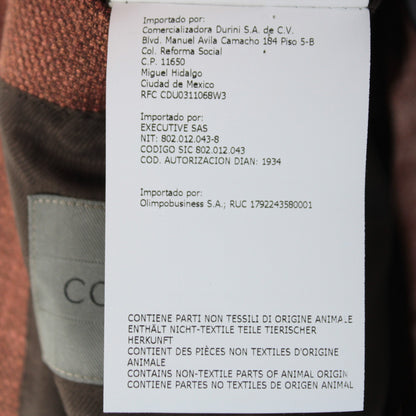 Importado por:
Comercializadora Durini S.A. de C.V.
Blvd. Manuel Avila Camacho 184 Piso 5-B
Col. Reforma Social
C.P. 11650
Miguel Hidalgo
Ciudad de Mexico
RFC CDU0311068W3
Importado por:
EXECUTIVE SAS
NIT: 802.012.043-8
CODIGO SIC 802.012.043
COD. AUTORIZACION DIAN: 1934
Importado por:
Olimpobusiness S.A.; RUC 1792243580001
CO
CONTIENE PARTI NON TESSILI DI ORIGINE ANIMALE
ENTHÄLT NICHT-TEXTILE TEILE TIERISCHER
HERKUNFT
CONTIENT DES PIÈCES NON TEXTILES D'ORIGINE
ANIMALE
CONTAINS NON-TEXTILE PARTS OF ANIMAL ORIGIN
CONTIENE PARTES NO TEXTILES DE ORIGEN ANIMAL